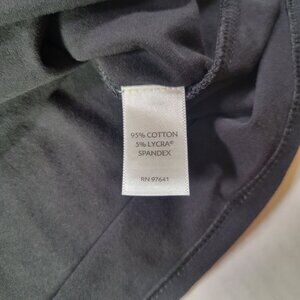 95% COTTON
5% LYCRA®
SPANDEX
RN 97641